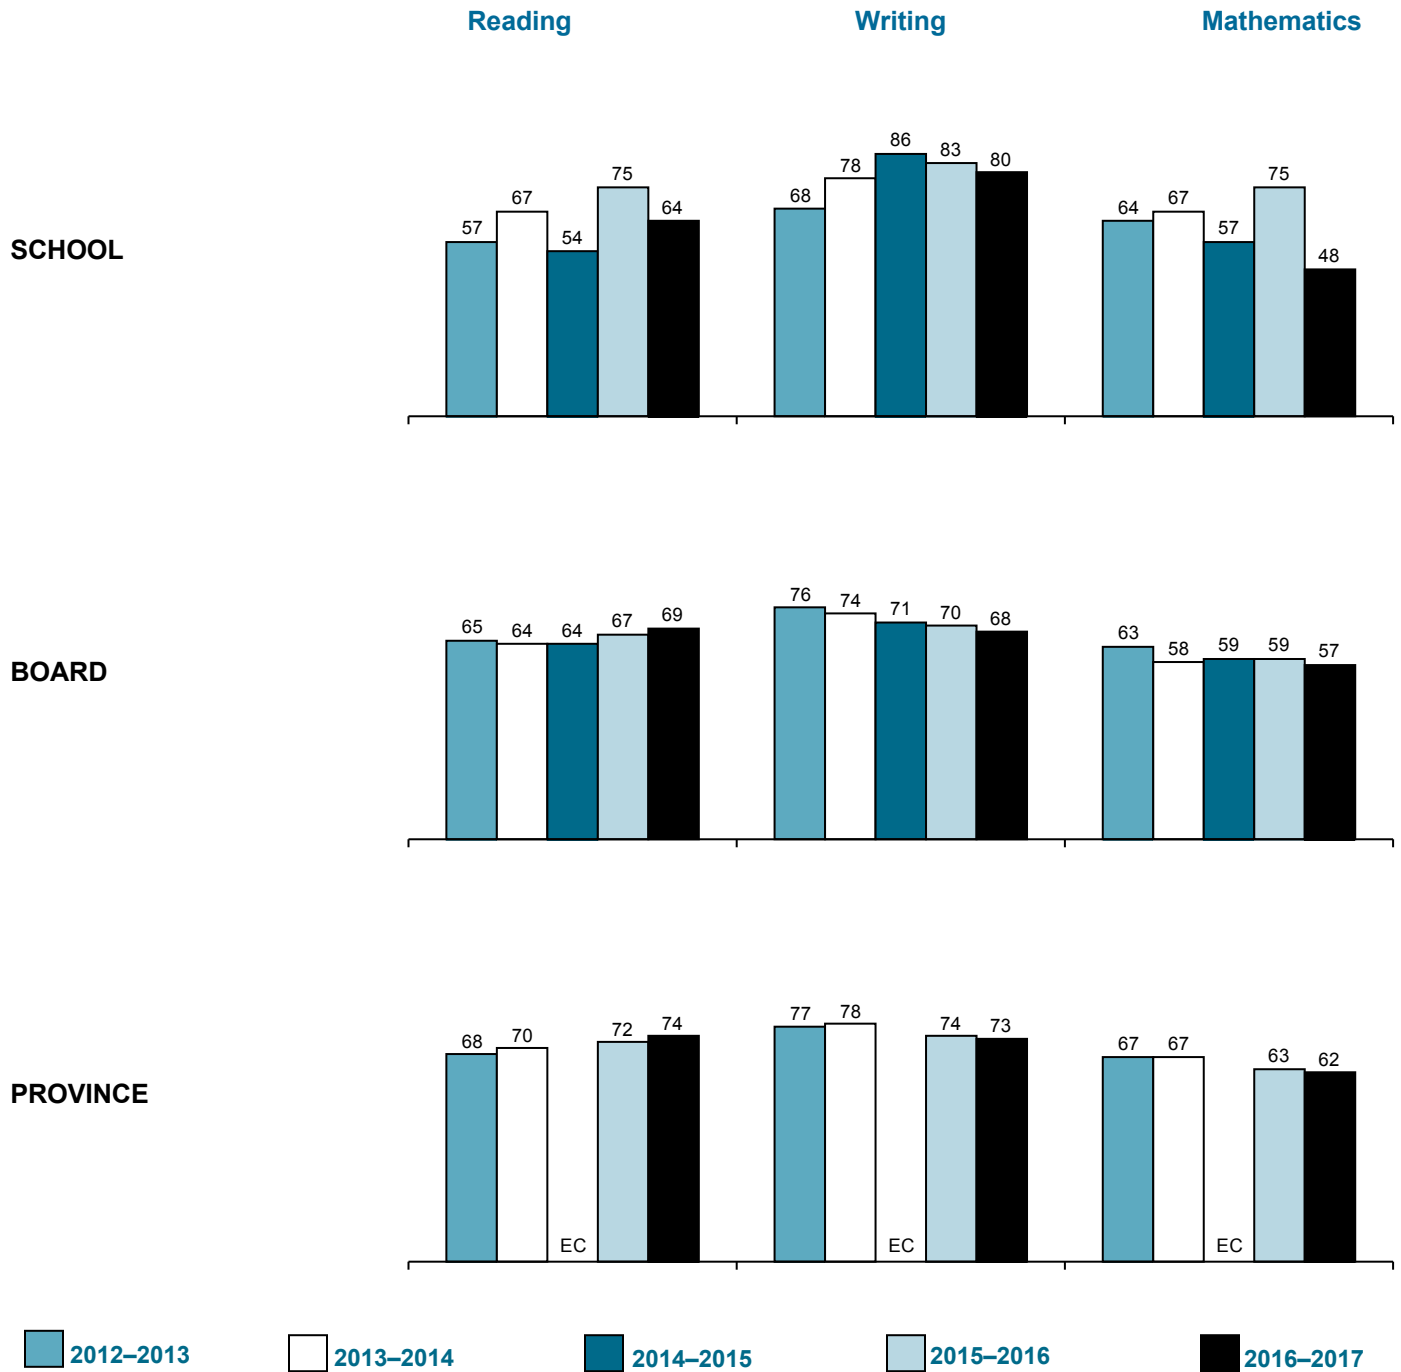 Reading Writing Mathematics
SCHOOL
57 67 54 75 64 68 78 86 83 80 64 67 57 75 48
BOARD
65 64 64 67 69 76 74 71 70 68 63 58 59 59 57
PROVINCE
68 70 EC 72 74 77 78 EC 74 73 67 67 EC 63 62
2012–2013 2013–2014 2014–2015 2015–2016 2016–2017